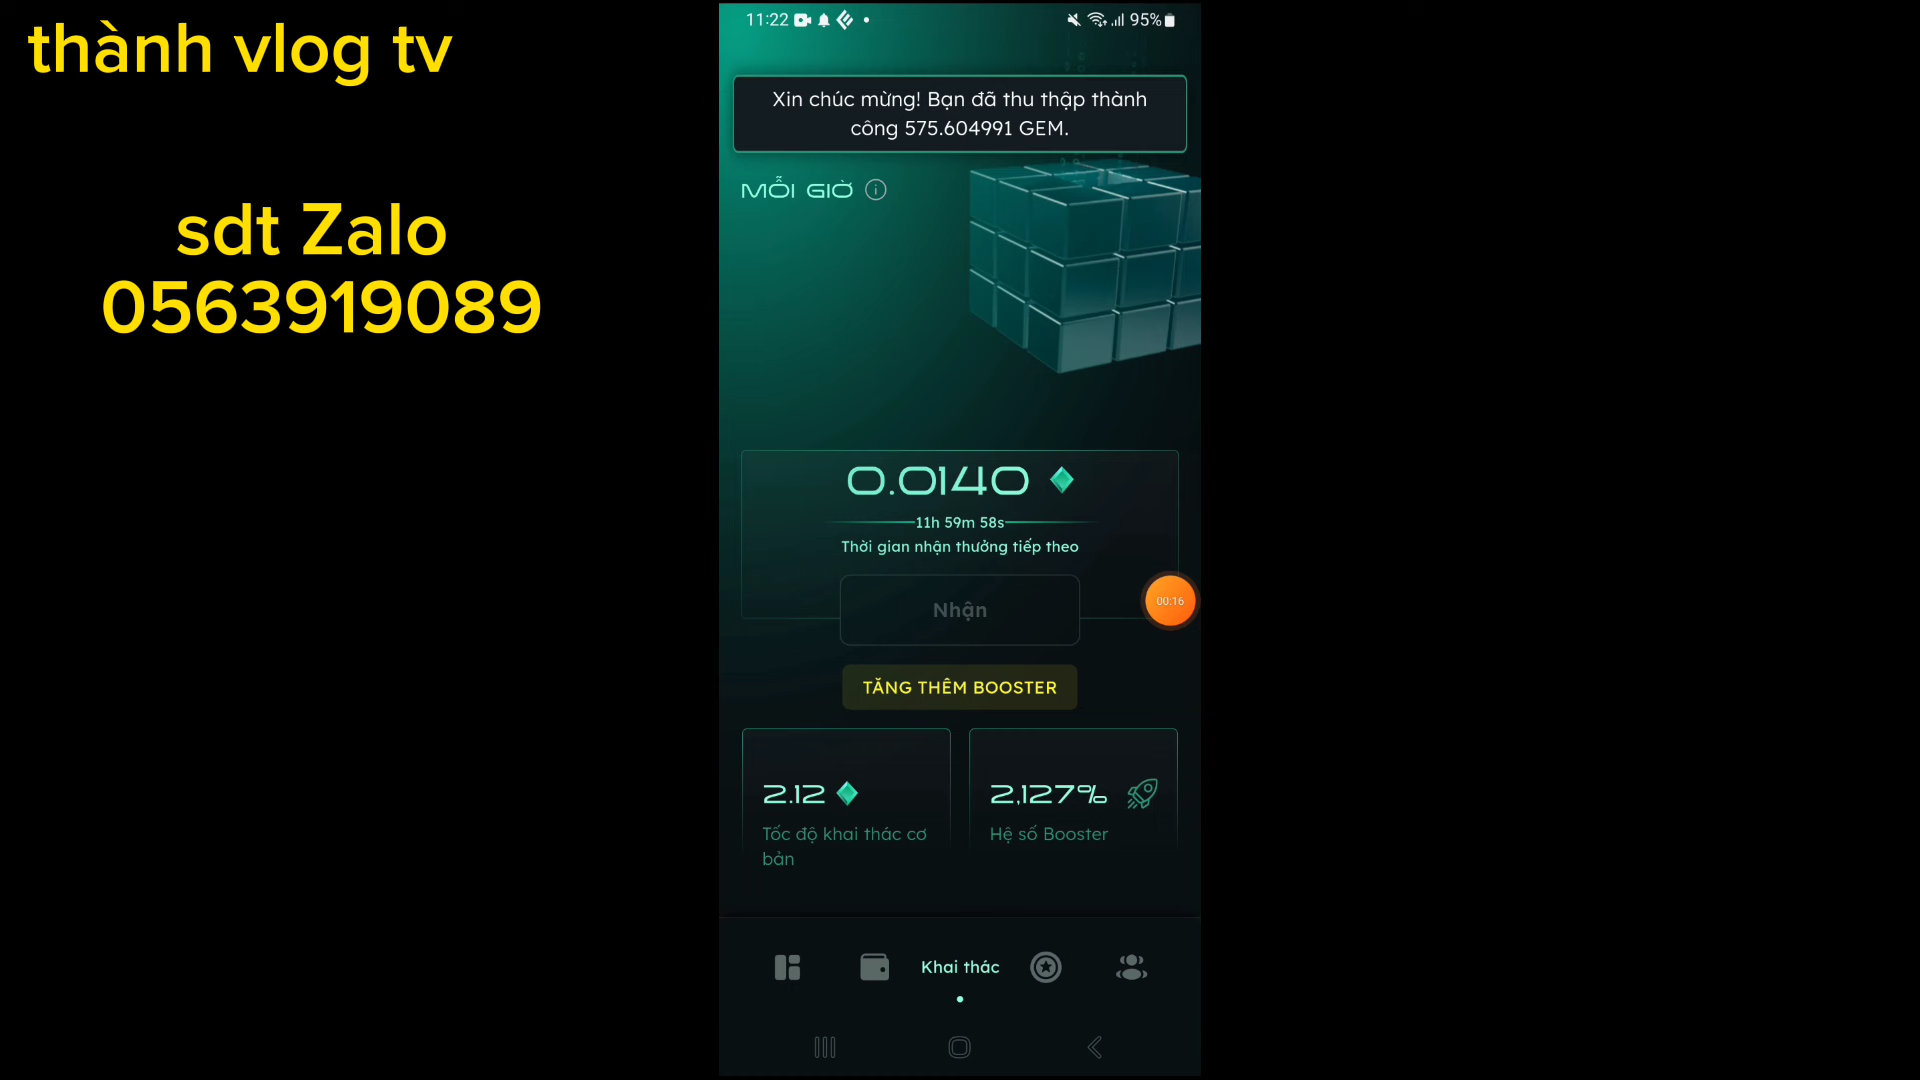 thành vlog tv
sdt Zalo
0563919089
11:22
95%
Xin chúc mừng! Bạn đã thu thập thành
công 575.604991 GEM.
MỖI GIỜ
0.0140
11h 59m 58s
Thời gian nhận thưởng tiếp theo
Nhận
00:16
TĂNG THÊM BOOSTER
2.12
2,127%
Tốc độ khai thác cơ
bản
Hệ số Booster
Khai thác